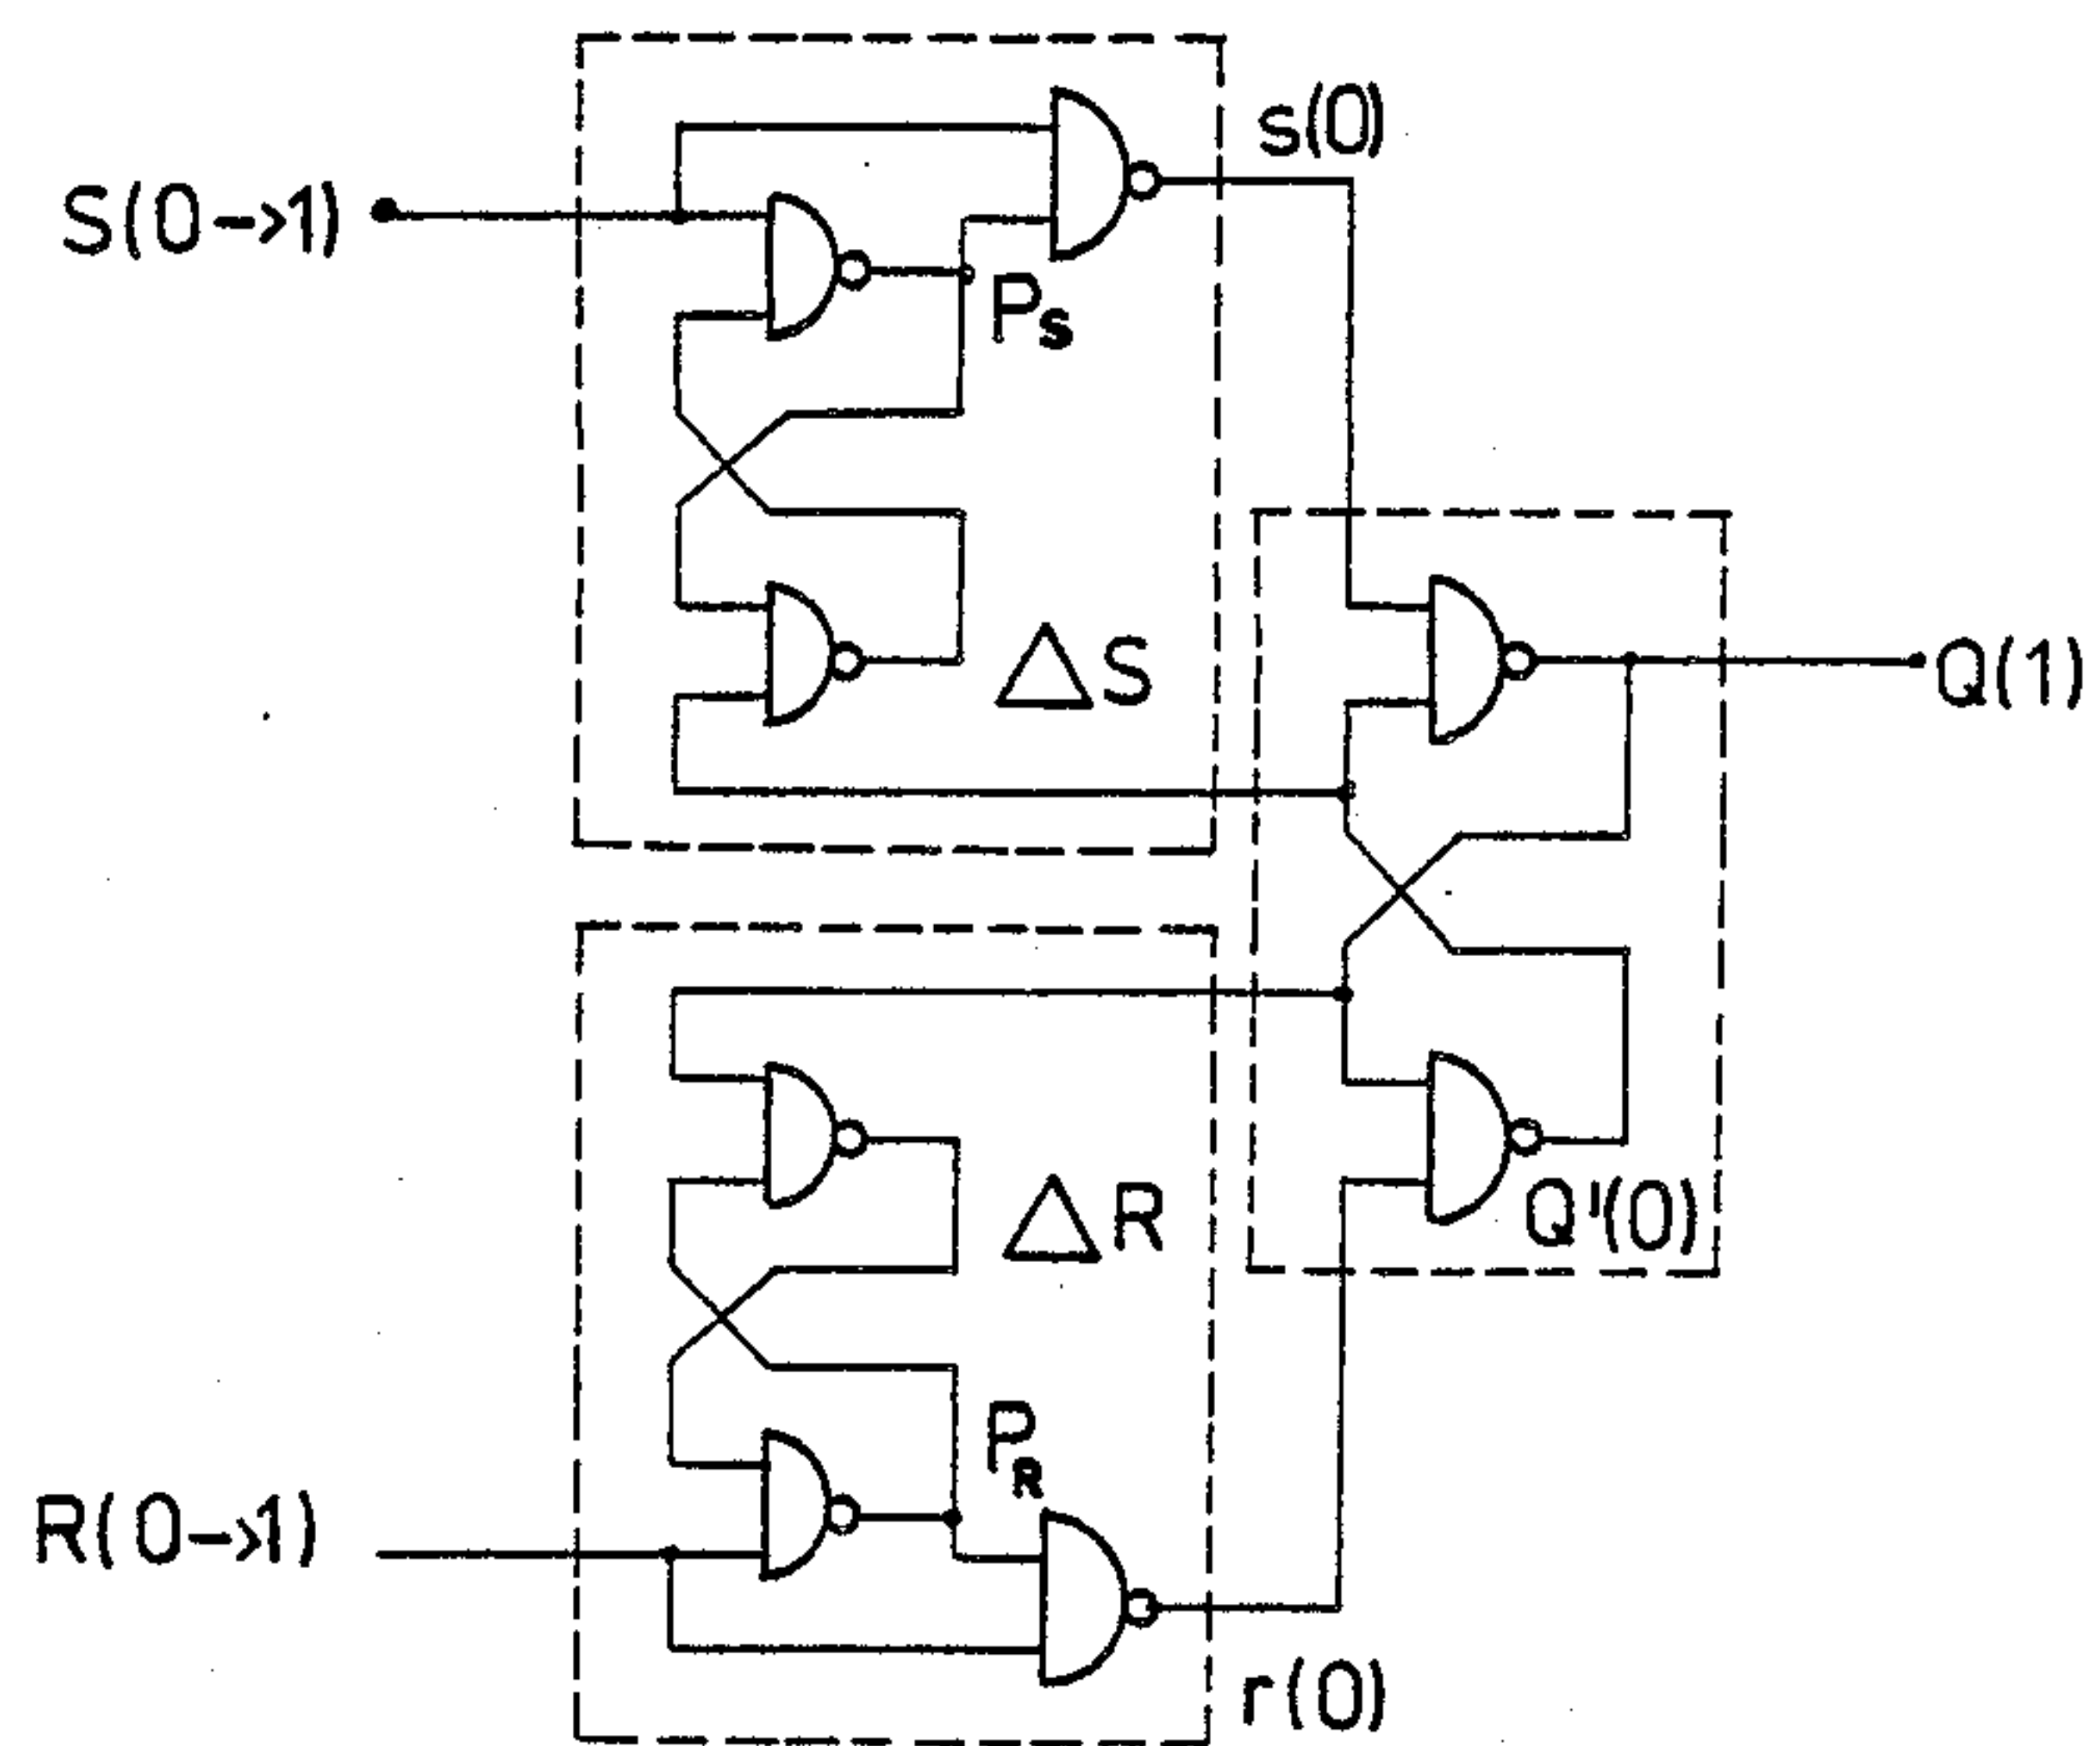 s(0)
S(0→1)
Ps
ΔS
Q(1)
ΔR
Q'(0)
PR
R(0→1)
r(0)